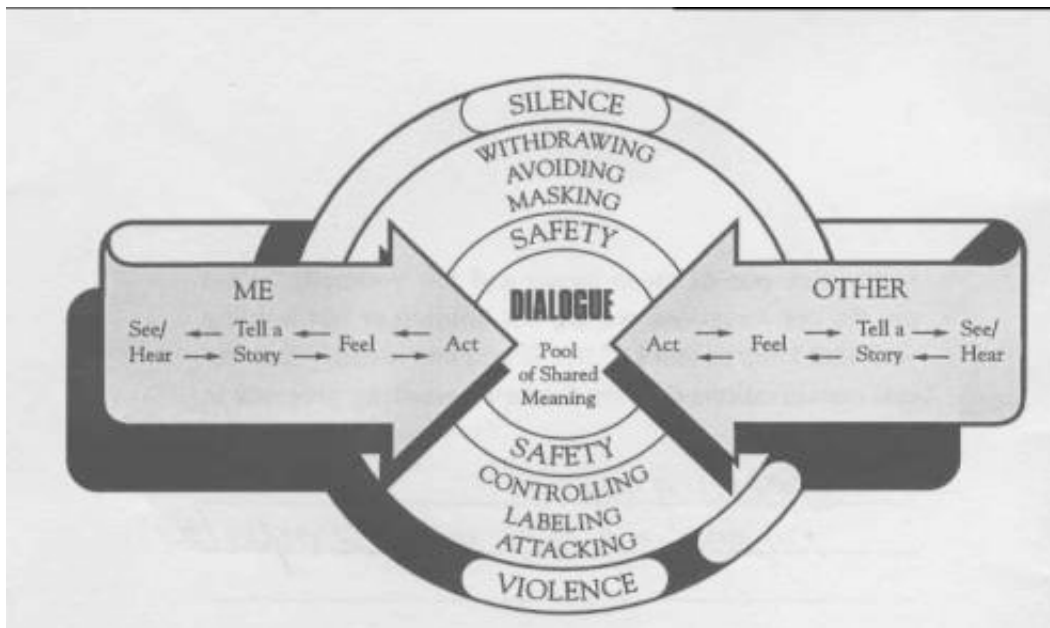 SILENCE
WITHDRAWING
AVOIDING
MASKING
SAFETY
ME
See/ Tell a
Hear Story Feel Act
DIALOGUE
Pool
of Shared
Meaning
OTHER
Act Feel Tell a See/
Story Hear
SAFETY
CONTROLLING
LABELING
ATTACKING
VIOLENCE